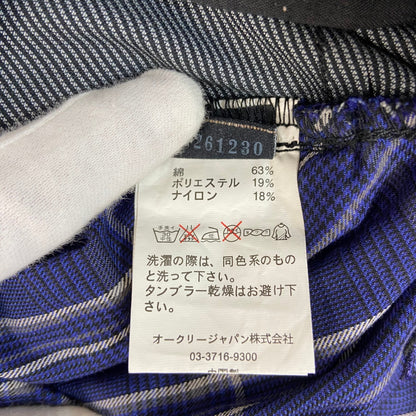 261230
綿 63%
ポリエステル 19%
ナイロン 18%
洗濯の際は、同色系のもの
と洗って下さい。
タンブラー乾燥はお避け下
さい。
オークリージャパン株式会社
03-3716-9300